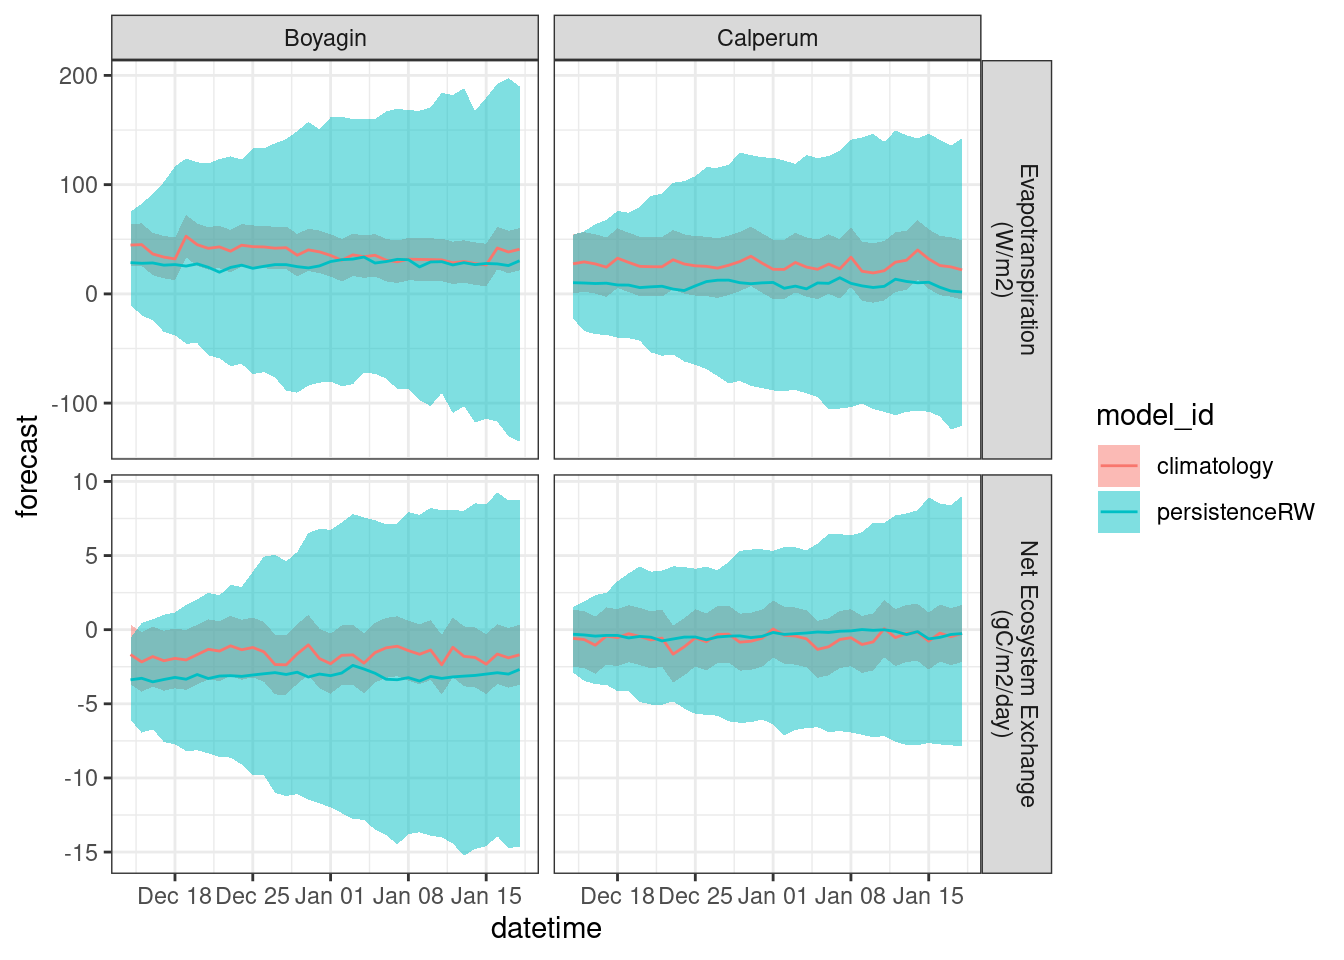 Boyagin
Calperum
200
100
0
-100
Evapotranspiration
(W/m2)
10
5
0
-5
-10
-15
Net Ecosystem Exchange
(gC/m2/day)
forecast
Dec 18 Dec 25 Jan 01 Jan 08 Jan 15
Dec 18 Dec 25 Jan 01 Jan 08 Jan 15
datetime
model_id
climatology
persistenceRW